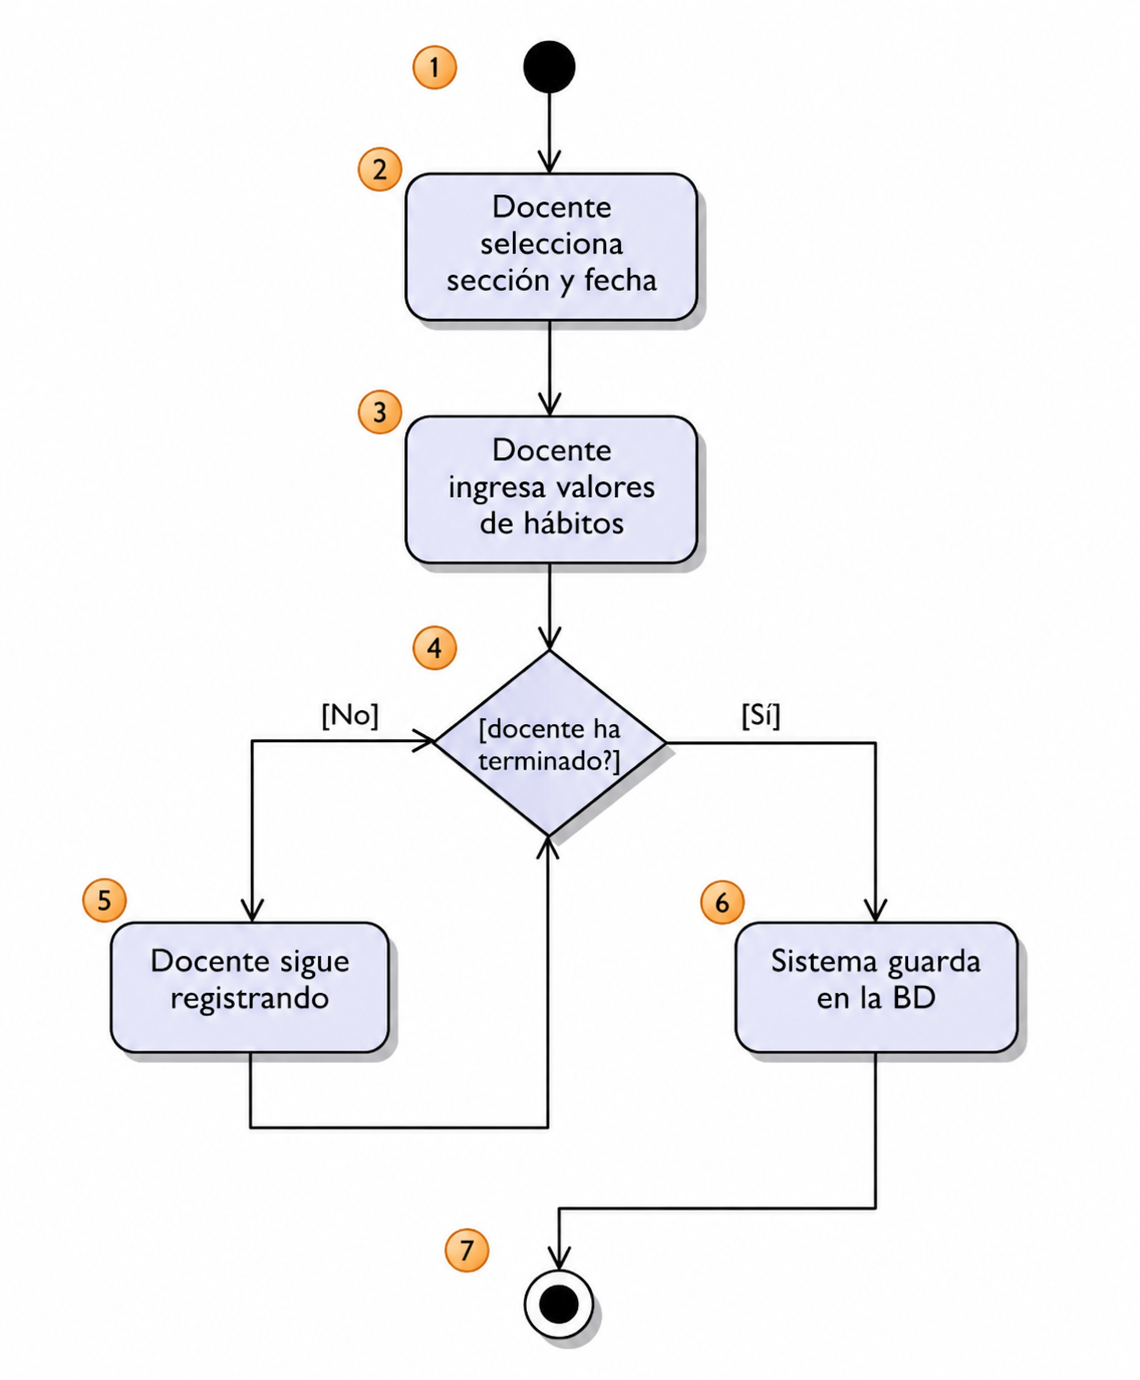 1
2
Docente
selecciona
sección y fecha
3
Docente
ingresa valores
de hábitos
4
[docente ha
terminado?]
[No]
[Sí]
5
Docente sigue
registrando
6
Sistema guarda
en la BD
7